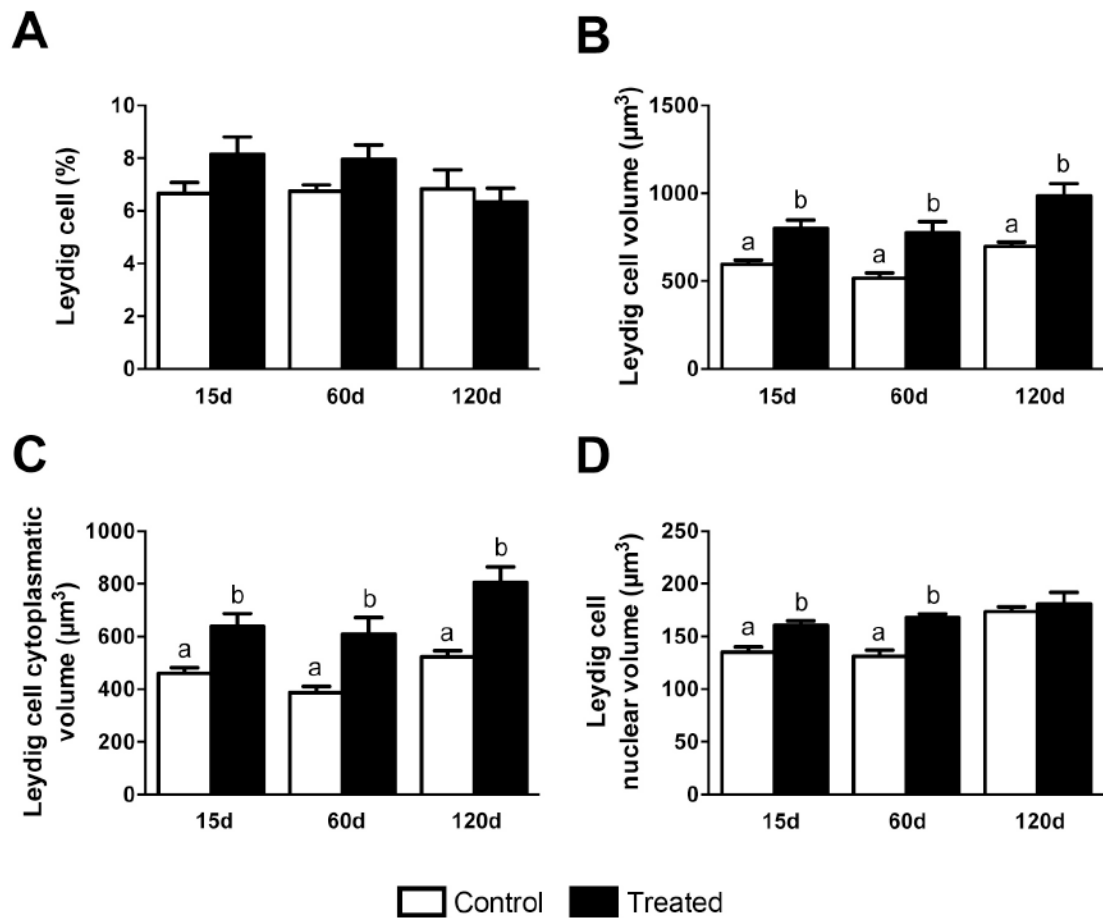 A
Leydig cell (%)
10
8
6
4
2
0
15d 60d 120d
B
Leydig cell volume (µm³)
1500
1000
500
0
a b a b a b
15d 60d 120d
C
Leydig cell cytoplasmatic
volume (µm³)
1000
800
600
400
200
0
a b a b a b
15d 60d 120d
D
Leydig cell
nuclear volume (µm³)
250
200
150
100
50
0
a b a b
15d 60d 120d
Control Treated